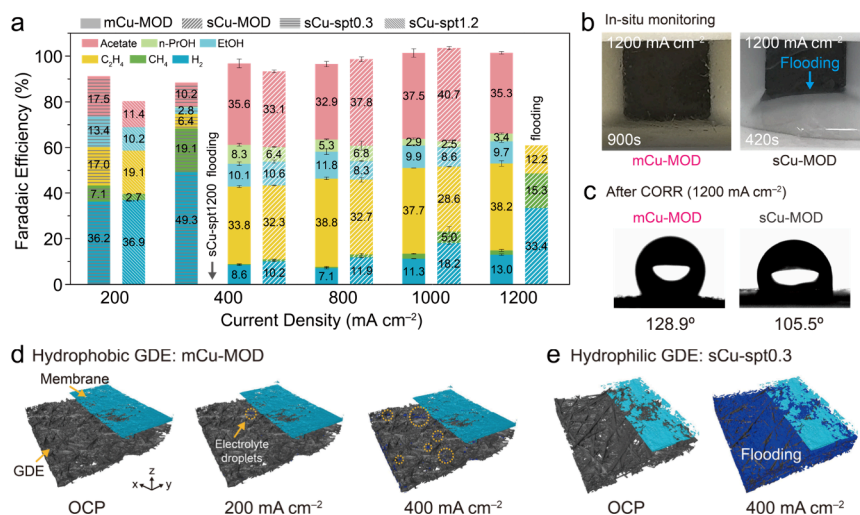 a
mCu-MOD sCu-MOD sCu-spt0.3 sCu-spt1.2
Acetate n-PrOH EtOH
C₂H₄ CH₄ H₂
Faradaic Efficiency (%)
100
80
60
40
20
0
17.5
13.4
17.0
7.1
36.2
11.4
10.2
19.1
2.7
36.9
10.2
2.8
6.4
19.1
49.3
sCu-spt1200 flooding
35.6
8.3
10.1
33.8
8.6
33.1
6.4
10.6
32.3
10.2
32.9
5.3
11.8
38.8
7.1
37.8
6.8
8.3
32.7
11.9
37.5
2.9
9.9
37.7
11.3
40.7
2.5
8.6
28.6
5.0
18.2
35.3
3.4
9.7
38.2
13.0
flooding
12.2
15.3
33.4
200 400 800 1000 1200
Current Density (mA cm⁻²)
b In-situ monitoring
1200 mA cm⁻²
900s
mCu-MOD
1200 mA cm⁻²
Flooding
420s
sCu-MOD
c After CORR (1200 mA cm⁻²)
mCu-MOD sCu-MOD
128.9º 105.5º
d Hydrophobic GDE: mCu-MOD
Membrane
GDE
z
x y
OCP
Electrolyte
droplets
200 mA cm⁻²
400 mA cm⁻²
e Hydrophilic GDE: sCu-spt0.3
OCP
Flooding
400 mA cm⁻²